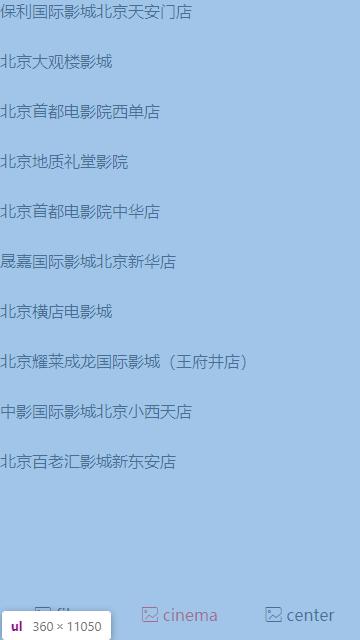 保利国际影城北京天安门店
北京大观楼影城
北京首都电影院西单店
北京地质礼堂影院
北京首都电影院中华店
晟嘉国际影城北京新华店
北京横店电影城
北京耀莱成龙国际影城（王府井店）
中影国际影城北京小西天店
北京百老汇影城新东安店
cinema
center
ul 360 × 11050